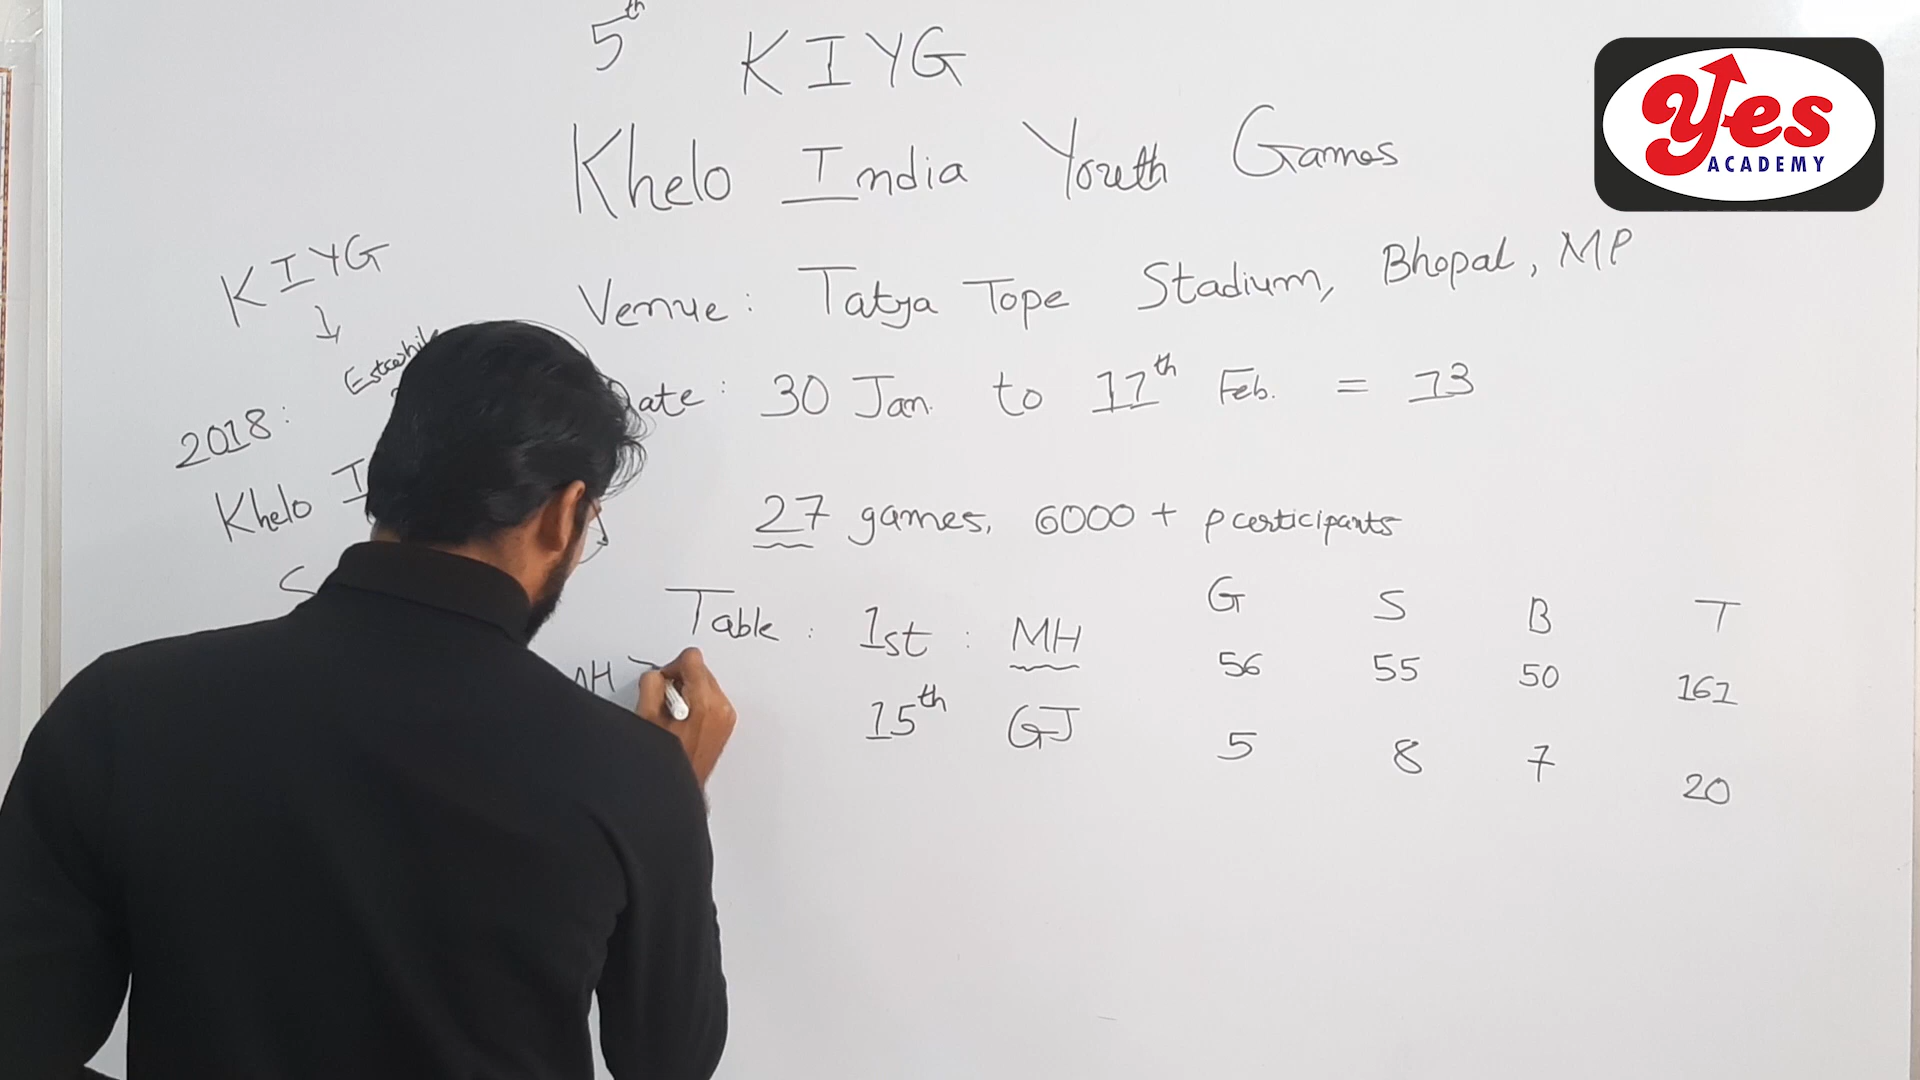 5th KIYG
Khelo India Youth Games
Yes
ACADEMY
Venue: Tatya Tope Stadium, Bhopal, MP
Date: 30 Jan. to 11th Feb. = 13
27 games, 6000+ participants
G S B T
Table: 1st: MH 56 55 50 161
15th GJ 5 8 7 20
KIYG
2018:
Khelo
MH